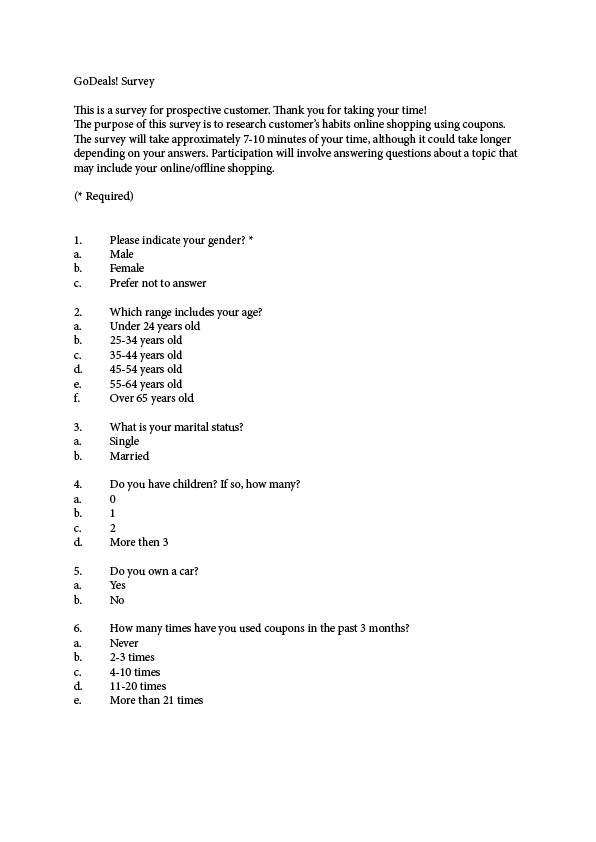 GoDeals! Survey
This is a survey for prospective customer. Thank you for taking your time!
The purpose of this survey is to research customer's habits online shopping using coupons.
The survey will take approximately 7-10 minutes of your time, although it could take longer
depending on your answers. Participation will involve answering questions about a topic that
may include your online/offline shopping.
(* Required)
1. Please indicate your gender? *
a. Male
b. Female
c. Prefer not to answer
2. Which range includes your age?
a. Under 24 years old
b. 25-34 years old
c. 35-44 years old
d. 45-54 years old
e. 55-64 years old
f. Over 65 years old
3. What is your marital status?
a. Single
b. Married
4. Do you have children? If so, how many?
a. 0
b. 1
c. 2
d. More then 3
5. Do you own a car?
a. Yes
b. No
6. How many times have you used coupons in the past 3 months?
a. Never
b. 2-3 times
c. 4-10 times
d. 11-20 times
e. More than 21 times